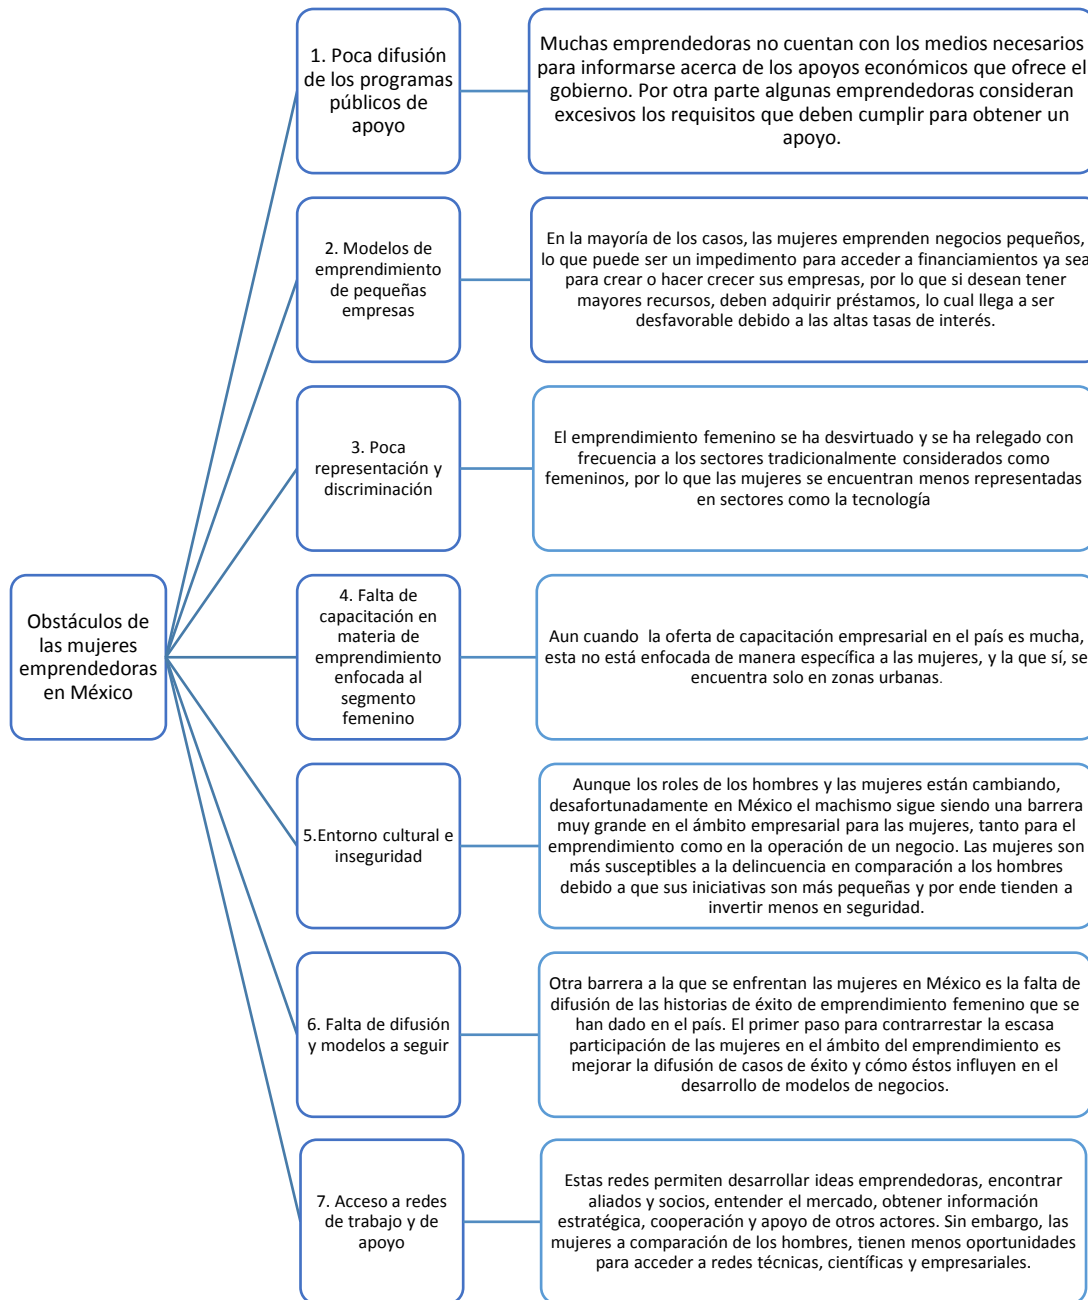 Obstáculos de
las mujeres
emprendedoras
en México
1. Poca difusión
de los programas
públicos de
apoyo
Muchas emprendedoras no cuentan con los medios necesarios
para informarse acerca de los apoyos económicos que ofrece el
gobierno. Por otra parte algunas emprendedoras consideran
excesivos los requisitos que deben cumplir para obtener un
apoyo.
2. Modelos de
emprendimiento
de pequeñas
empresas
En la mayoría de los casos, las mujeres emprenden negocios pequeños,
lo que puede ser un impedimento para acceder a financiamientos ya sea
para crear o hacer crecer sus empresas, por lo que si desean tener
mayores recursos, deben adquirir préstamos, lo cual llega a ser
desfavorable debido a las altas tasas de interés.
3. Poca
representación y
discriminación
El emprendimiento femenino se ha desvirtuado y se ha relegado con
frecuencia a los sectores tradicionalmente considerados como
femeninos, por lo que las mujeres se encuentran menos representadas
en sectores como la tecnología
4. Falta de
capacitación en
materia de
emprendimiento
enfocada al
segmento
femenino
Aun cuando la oferta de capacitación empresarial en el país es mucha,
esta no está enfocada de manera específica a las mujeres, y la que sí, se
encuentra solo en zonas urbanas.
5.Entorno cultural e
inseguridad
Aunque los roles de los hombres y las mujeres están cambiando,
desafortunadamente en México el machismo sigue siendo una barrera
muy grande en el ámbito empresarial para las mujeres, tanto para el
emprendimiento como en la operación de un negocio. Las mujeres son
más susceptibles a la delincuencia en comparación a los hombres
debido a que sus iniciativas son más pequeñas y por ende tienden a
invertir menos en seguridad.
6. Falta de difusión
y modelos a seguir
Otra barrera a la que se enfrentan las mujeres en México es la falta de
difusión de las historias de éxito de emprendimiento femenino que se
han dado en el país. El primer paso para contrarrestar la escasa
participación de las mujeres en el ámbito del emprendimiento es
mejorar la difusión de casos de éxito y cómo éstos influyen en el
desarrollo de modelos de negocios.
7. Acceso a redes
de trabajo y de
apoyo
Estas redes permiten desarrollar ideas emprendedoras, encontrar
aliados y socios, entender el mercado, obtener información
estratégica, cooperación y apoyo de otros actores. Sin embargo, las
mujeres a comparación de los hombres, tienen menos oportunidades
para acceder a redes técnicas, científicas y empresariales.